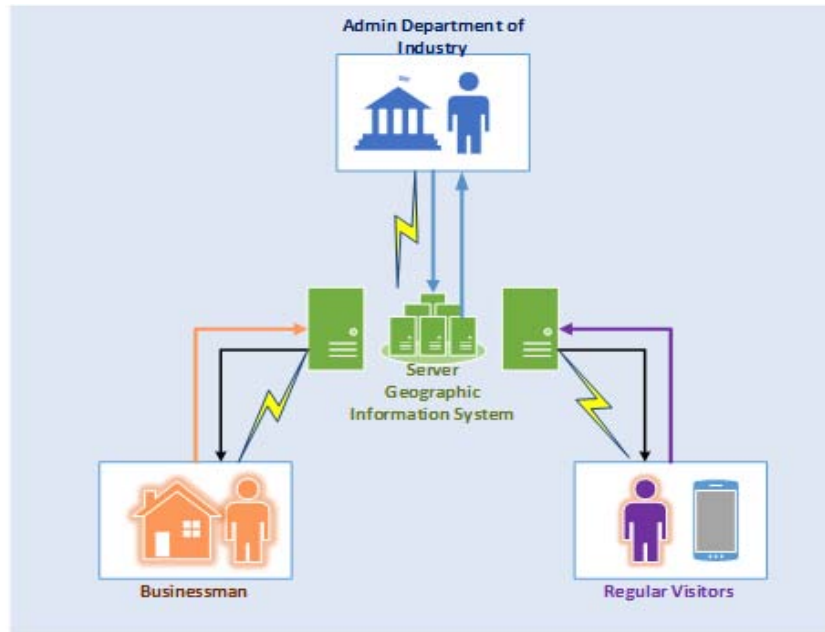 Admin Department of
Industry
Server
Geographic
Information System
Businessman
Regular Visitors